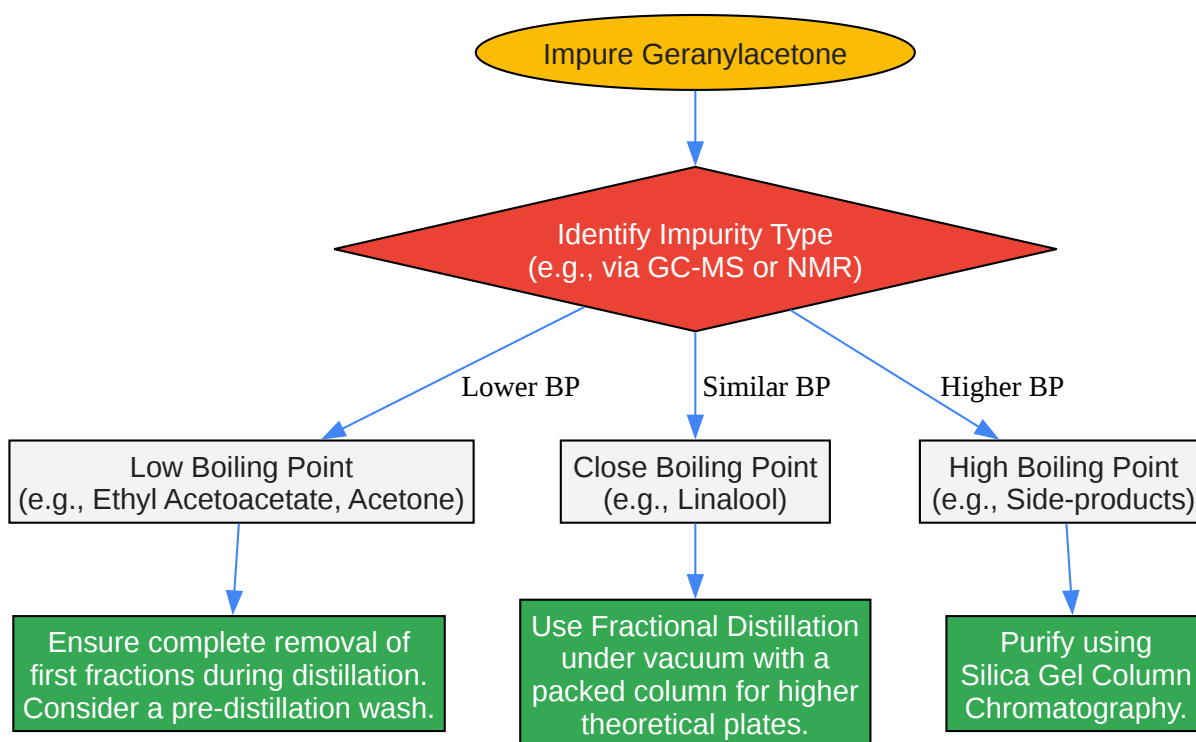 Impure Geranylacetone
Identify Impurity Type
(e.g., via GC-MS or NMR)
Lower BP
Similar BP
Higher BP
Low Boiling Point
(e.g., Ethyl Acetoacetate, Acetone)
Close Boiling Point
(e.g., Linalool)
High Boiling Point
(e.g., Side-products)
Ensure complete removal of
first fractions during distillation.
Consider a pre-distillation wash.
Use Fractional Distillation
under vacuum with a
packed column for higher
theoretical plates.
Purify using
Silica Gel Column
Chromatography.